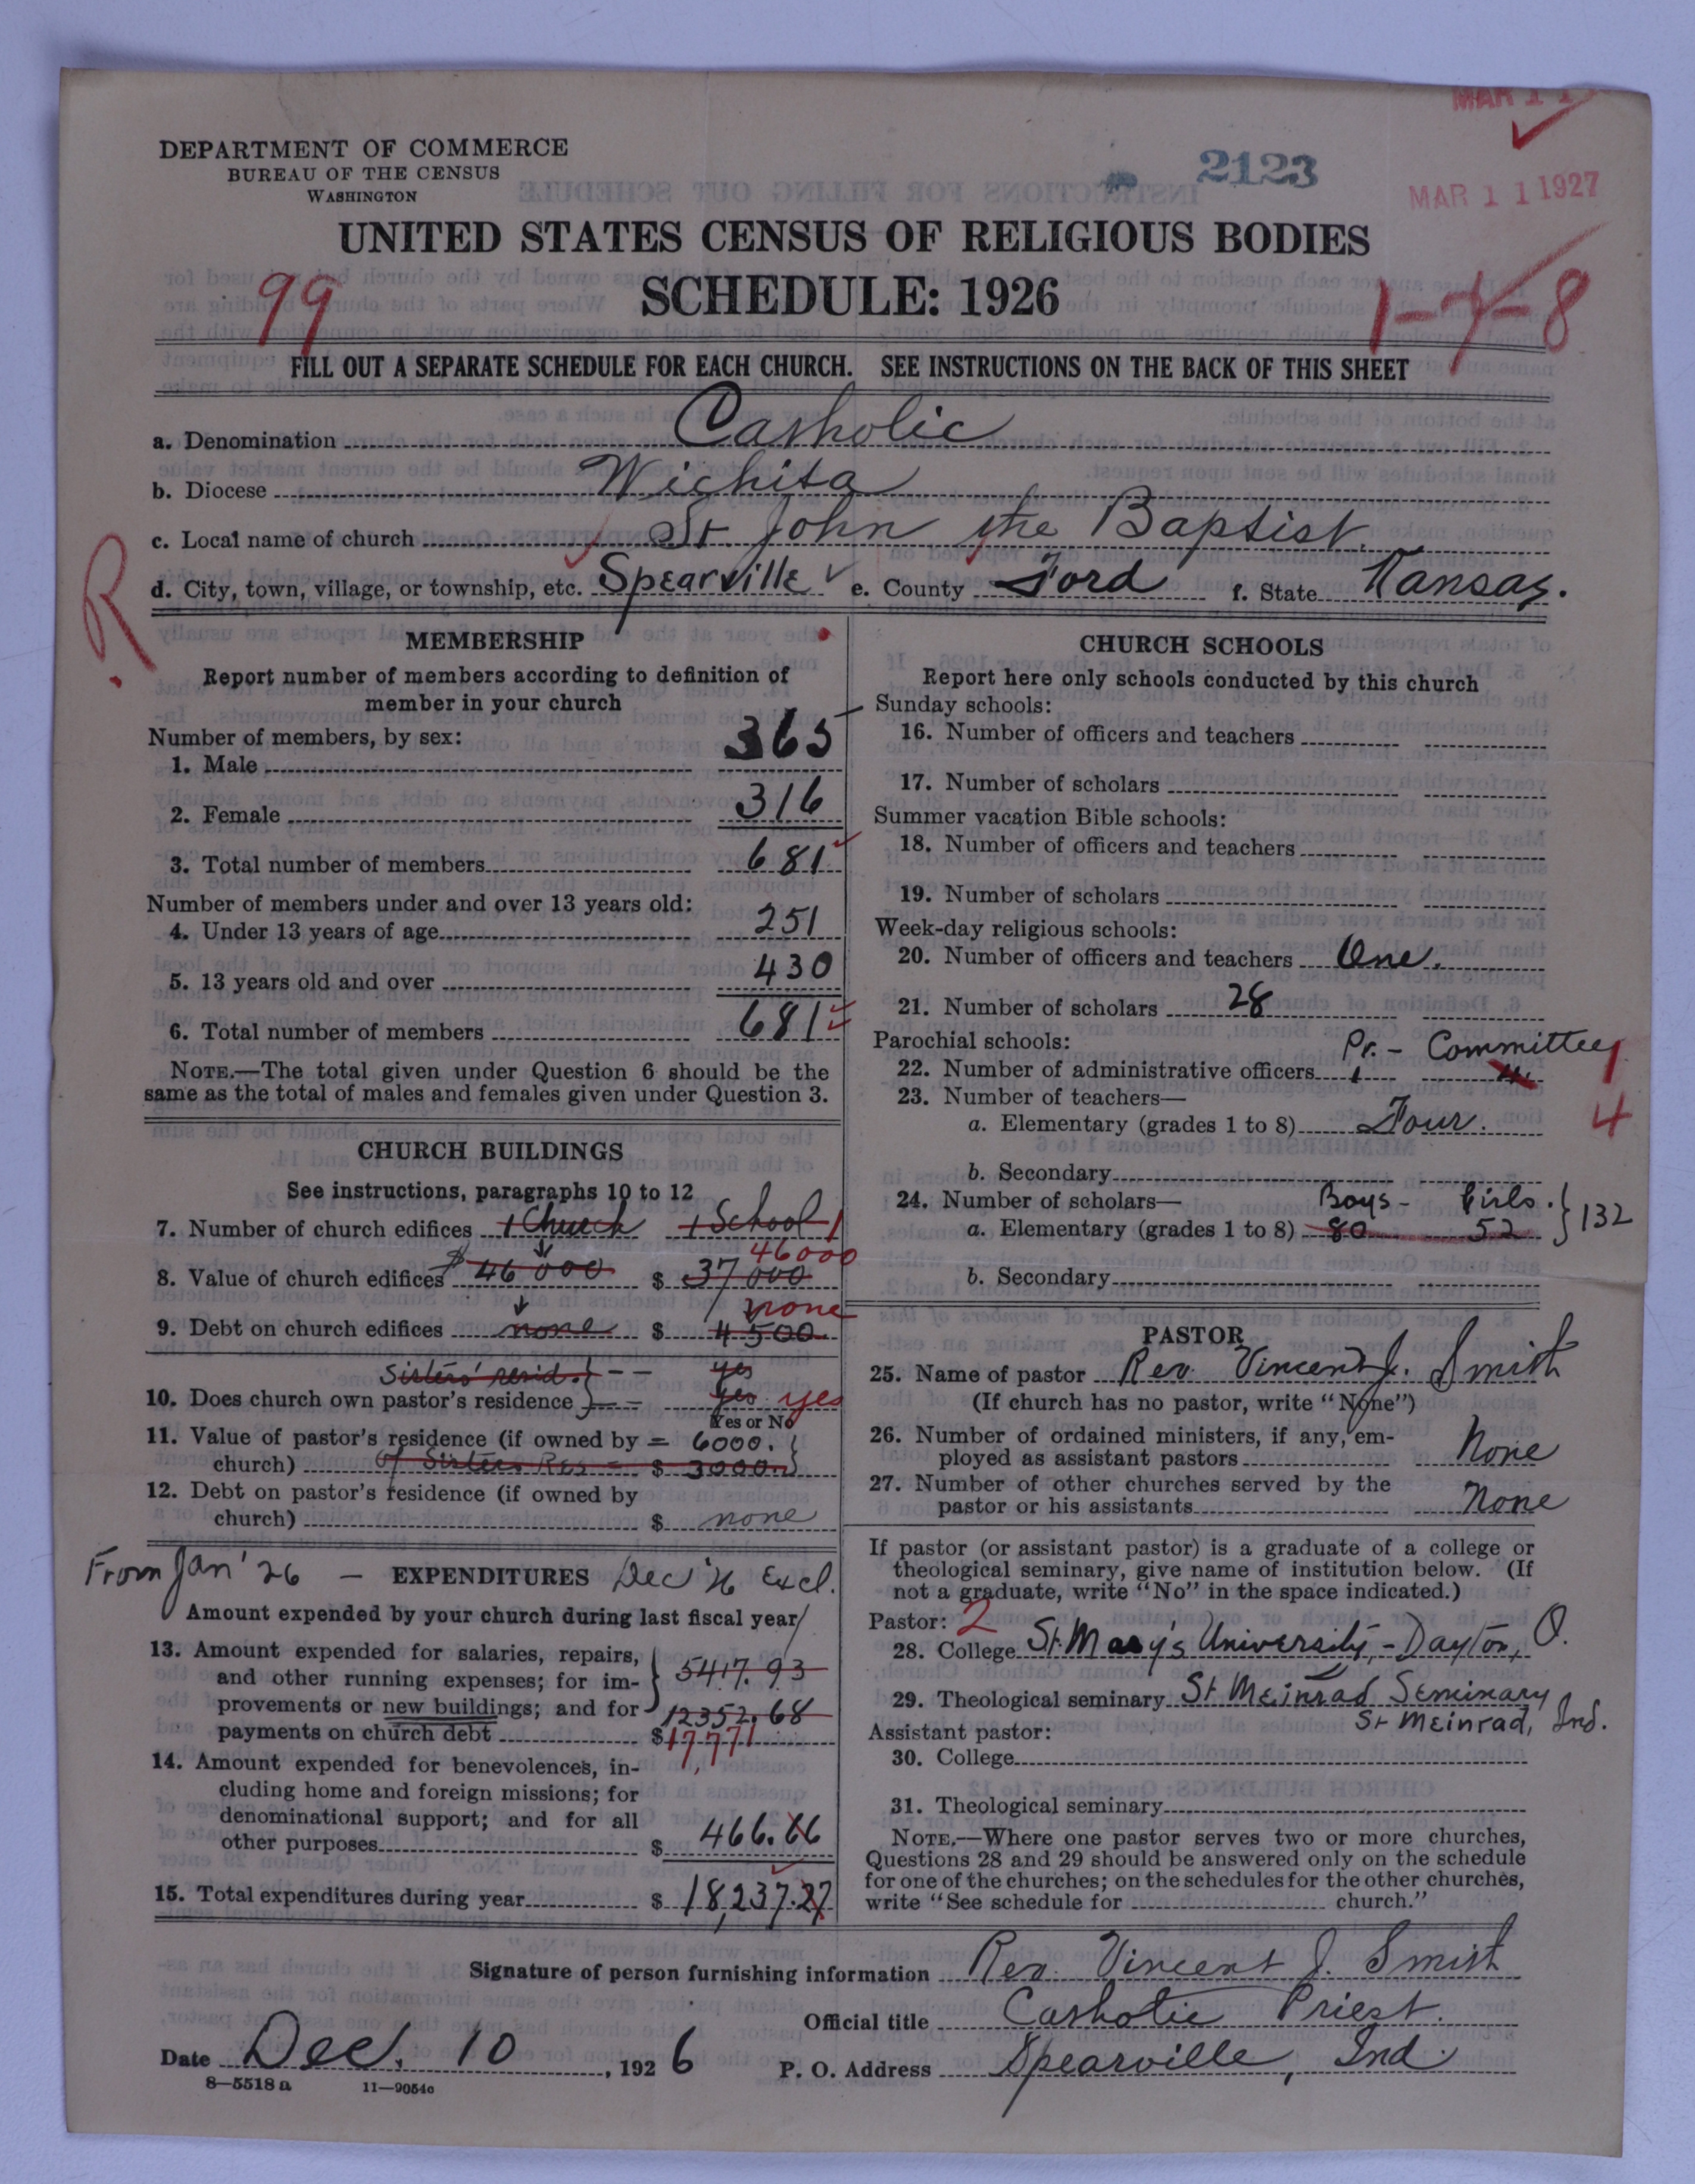 MAR 11
DEPARTMENT OF COMMERCE
BUREAU OF THE CENSUS
WASHINGTON
2123
MAR 11 1927
UNITED STATES CENSUS OF RELIGIOUS BODIES
SCHEDULE: 1926
99
1-4-8
FILL OUT A SEPARATE SCHEDULE FOR EACH CHURCH. SEE INSTRUCTIONS ON THE BACK OF THIS SHEET
a. Denomination Catholic
b. Diocese Wichita
c. Local name of church St John the Baptist.
d. City, town, village, or township, etc. Spearville e. County Ford f. State Kansas.
R
MEMBERSHIP
Report number of members according to definition of
member in your church
Number of members, by sex:
1. Male 365
2. Female 316
3. Total number of members 681
Number of members under and over 13 years old:
4. Under 13 years of age 251
5. 13 years old and over 430
6. Total number of members 681
NOTE.—The total given under Question 6 should be the
same as the total of males and females given under Question 3.
CHURCH BUILDINGS
See instructions, paragraphs 10 to 12
7. Number of church edifices 1 Church 1 School 1
46000
8. Value of church edifices $46000 $ 37000
none
9. Debt on church edifices none $ 4500
Sisters' resid. -- yes
10. Does church own pastor's residence -- yes yes
Yes or No
11. Value of pastor's residence (if owned by = 6000.
church) of Sisters Res = $ 3000.
12. Debt on pastor's residence (if owned by
church) $ none
From Jan '26 — EXPENDITURES Dec '26 Excl.
Amount expended by your church during last fiscal year
13. Amount expended for salaries, repairs,
and other running expenses; for im- 5417.93
provements or new buildings; and for 12352.68
payments on church debt $17,771
14. Amount expended for benevolences, in-
cluding home and foreign missions; for
denominational support; and for all
other purposes $ 466.66
15. Total expenditures during year $ 18,237.27
CHURCH SCHOOLS
Report here only schools conducted by this church
Sunday schools:
16. Number of officers and teachers
17. Number of scholars
Summer vacation Bible schools:
18. Number of officers and teachers
19. Number of scholars
Week-day religious schools:
20. Number of officers and teachers One.
21. Number of scholars 28
Parochial schools: Pr. - Committee
22. Number of administrative officers 1 4 1
23. Number of teachers—
a. Elementary (grades 1 to 8) Four. 4
b. Secondary
24. Number of scholars— Boys - Girls.
a. Elementary (grades 1 to 8) 80 52 } 132
b. Secondary
PASTOR
25. Name of pastor Rev. Vincent J. Smith
(If church has no pastor, write "None")
26. Number of ordained ministers, if any, em-
ployed as assistant pastors None
27. Number of other churches served by the
pastor or his assistants None
If pastor (or assistant pastor) is a graduate of a college or
theological seminary, give name of institution below. (If
not a graduate, write "No" in the space indicated.)
Pastor: 2
28. College St. Mary's University, - Dayton, O.
29. Theological seminary St Meinrad Seminary
St Meinrad, Ind.
Assistant pastor:
30. College
31. Theological seminary
NOTE.—Where one pastor serves two or more churches,
Questions 28 and 29 should be answered only on the schedule
for one of the churches; on the schedules for the other churches,
write "See schedule for church."
Signature of person furnishing information Rev. Vincent J. Smith
Official title Catholic Priest.
Date Dec. 10, 1926 P. O. Address Spearville, Ind.
8—5518 a 11—9054c